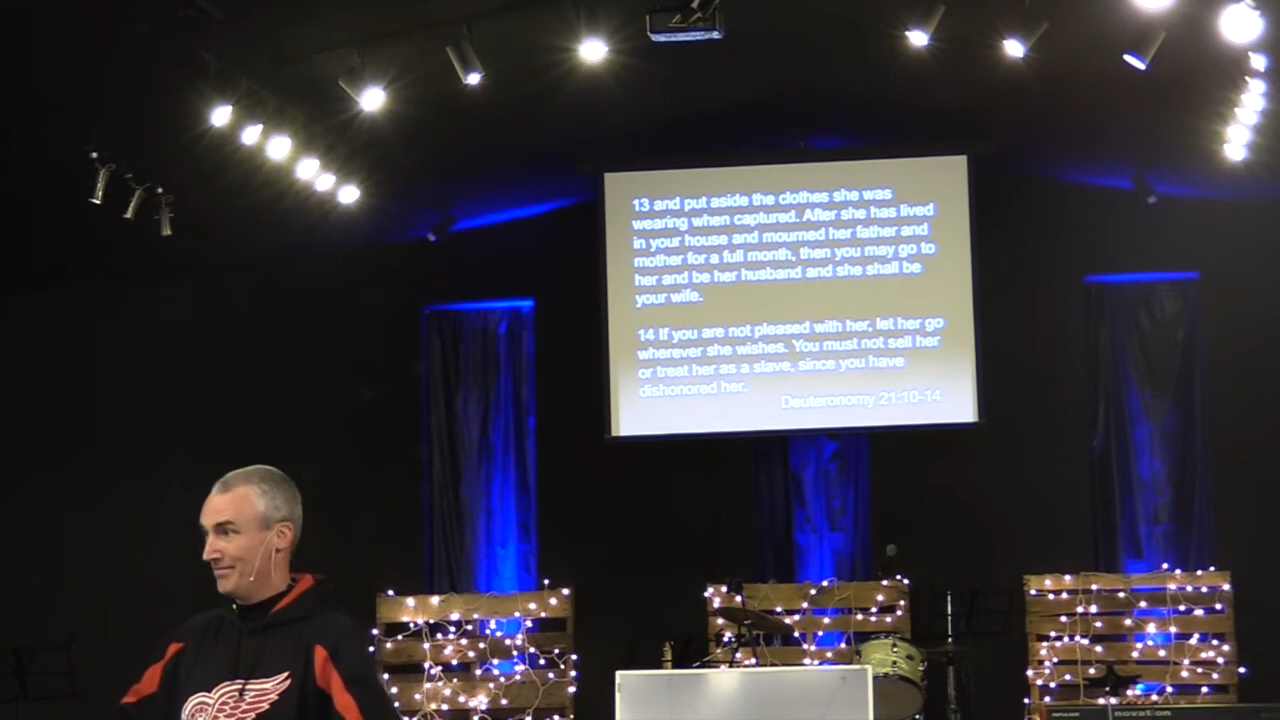 13 and put aside the clothes she was
wearing when captured. After she has lived
in your house and mourned her father and
mother for a full month, then you may go to
her and be her husband and she shall be
your wife.
14 If you are not pleased with her, let her go
wherever she wishes. You must not sell her
or treat her as a slave, since you have
dishonored her.
Deuteronomy 21:10-14
IMPULSE novation